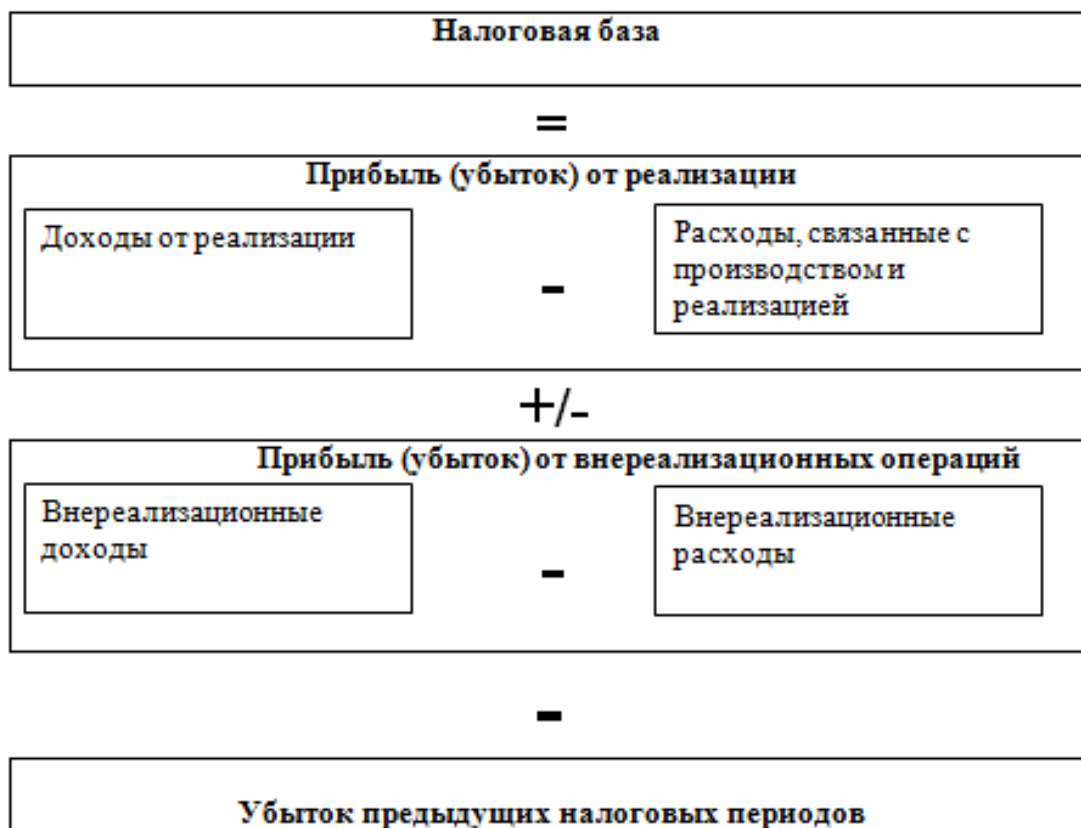 Налоговая база
=
Прибыль (убыток) от реализации
Доходы от реализации
-
Расходы, связанные с
производством и
реализацией
+/-
Прибыль (убыток) от внереализационных операций
Внереализационные
доходы
-
Внереализационные
расходы
-
Убыток предыдущих налоговых периодов